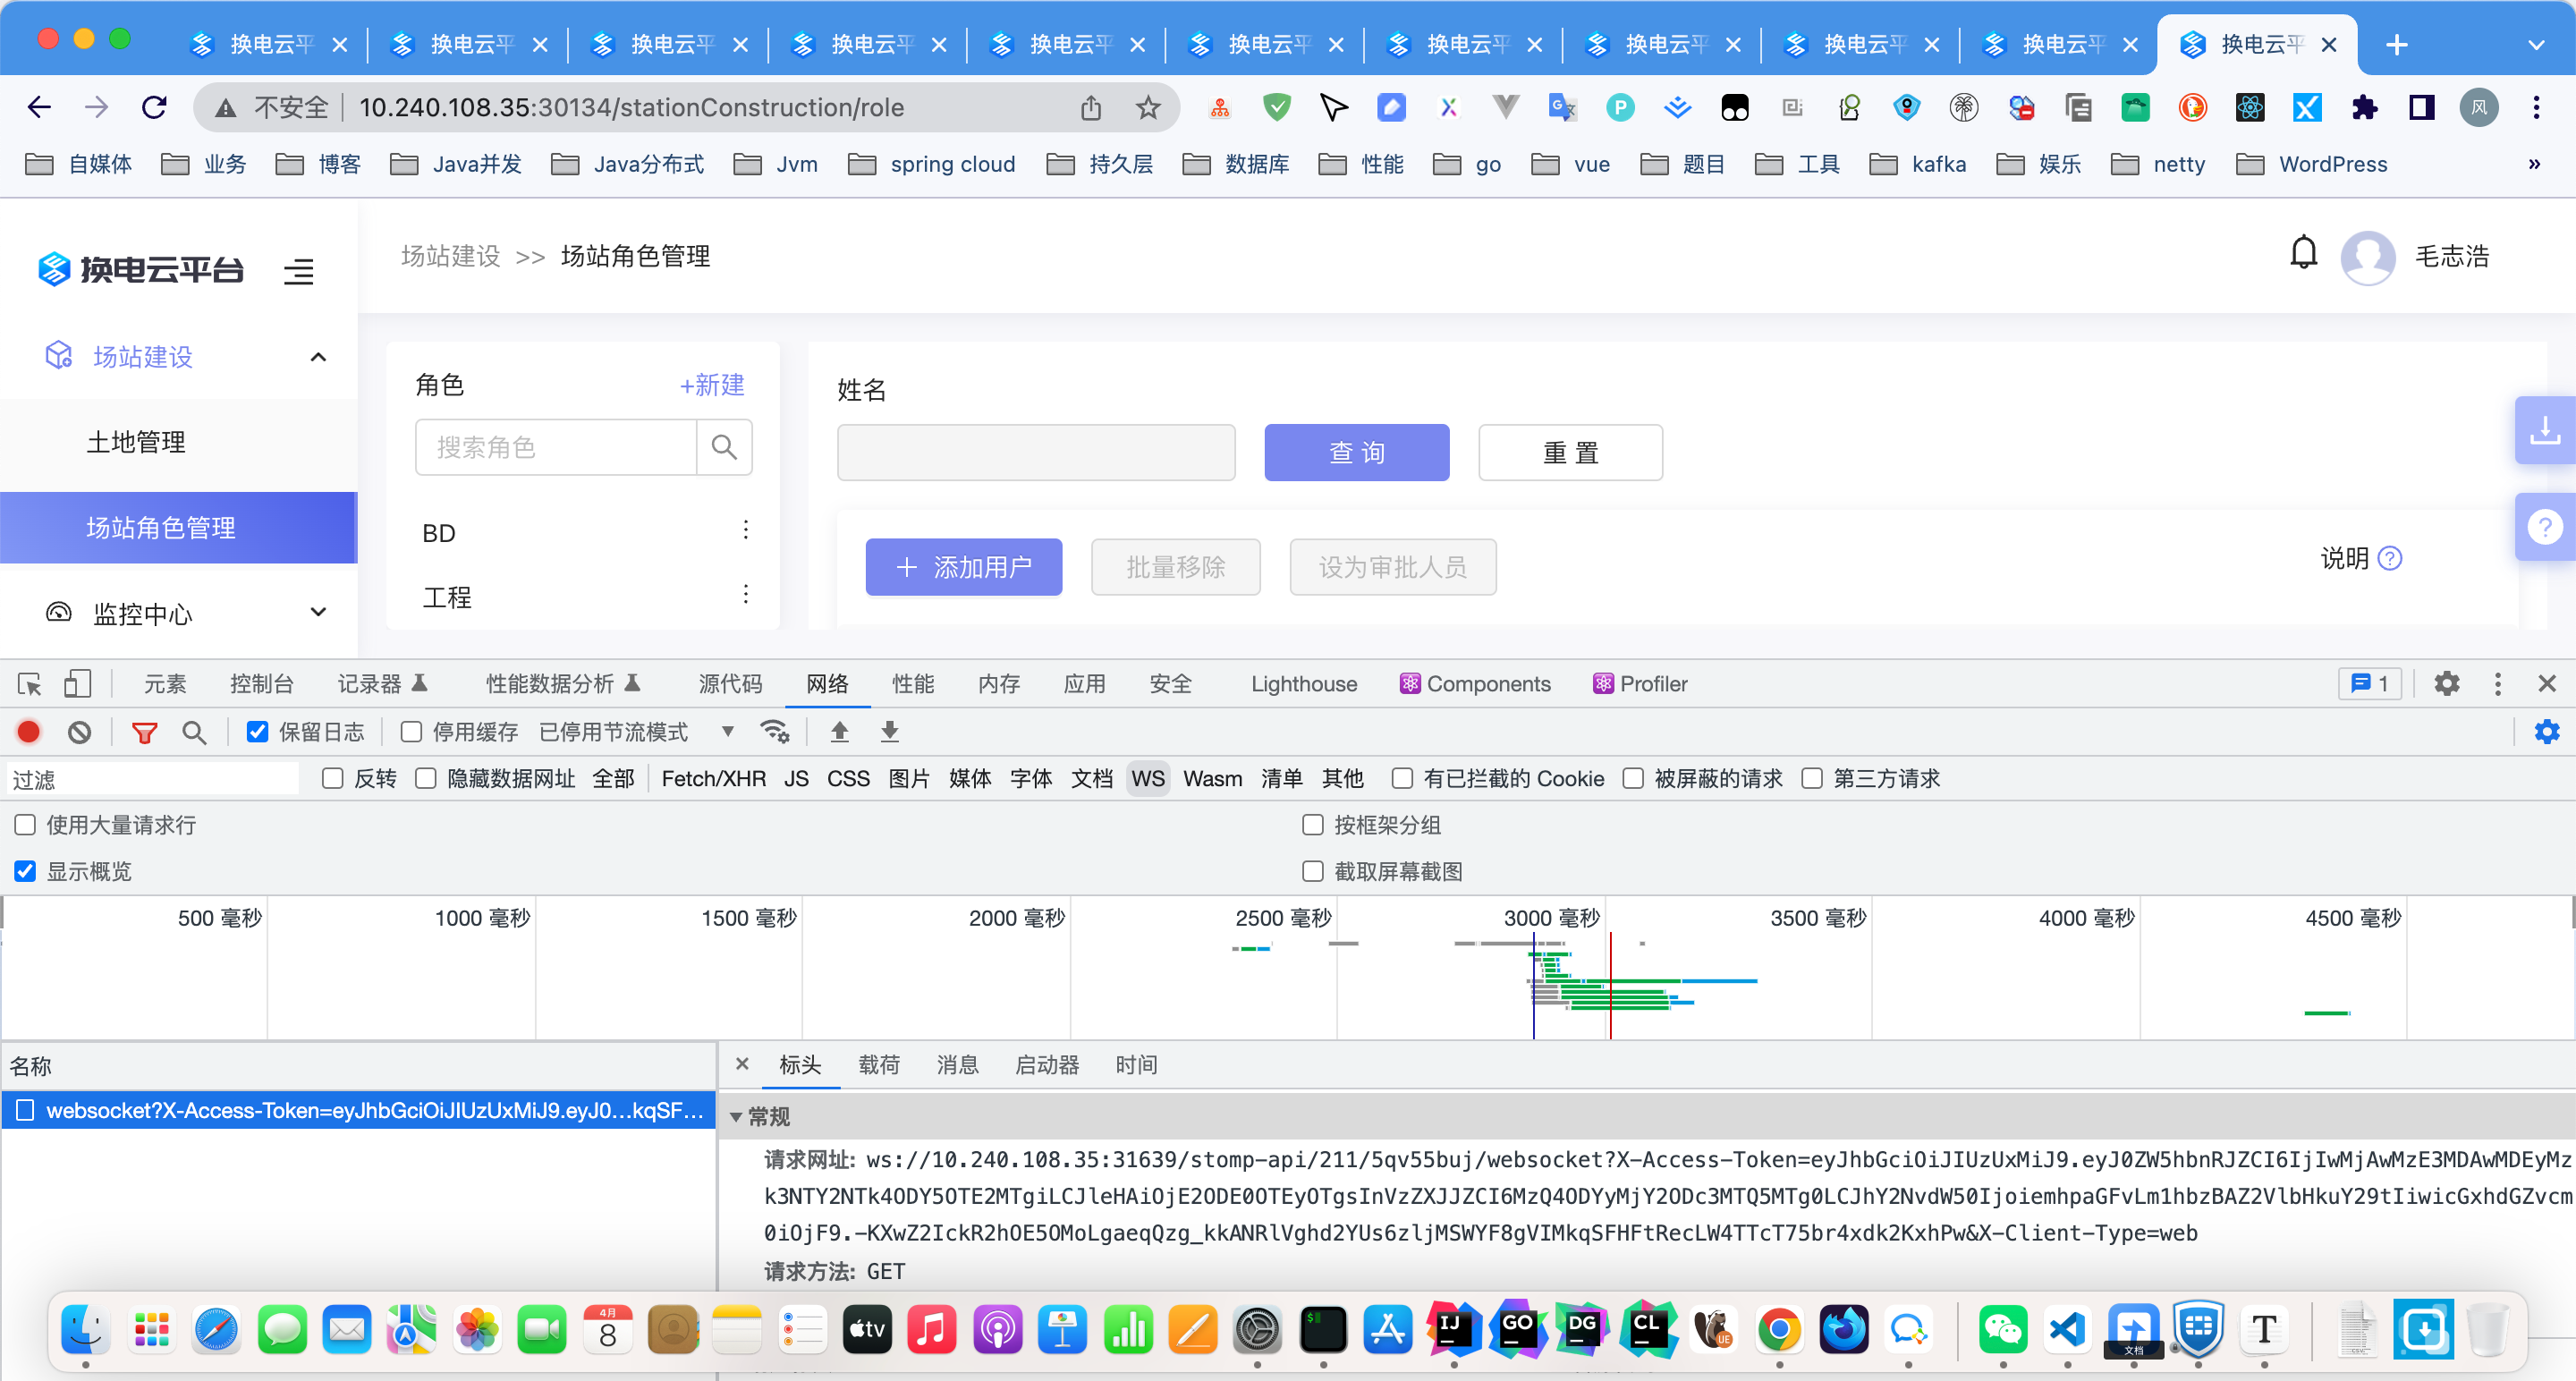 换电云平 换电云平 换电云平 换电云平 换电云平 换电云平 换电云平 换电云平 换电云平 换电云平 换电云平
不安全 10.240.108.35:30134/stationConstruction/role
自媒体 业务 博客 Java并发 Java分布式 Jvm spring cloud 持久层 数据库 性能 go vue 题目 工具 kafka 娱乐 netty WordPress »
换电云平台
场站建设 >> 场站角色管理
毛志浩
场站建设
土地管理
场站角色管理
监控中心
角色 +新建
搜索角色
BD
工程
姓名
查 询 重 置
+ 添加用户 批量移除 设为审批人员 说明
元素 控制台 记录器 性能数据分析 源代码 网络 性能 内存 应用 安全 Lighthouse Components Profiler 1
保留日志 停用缓存 已停用节流模式
过滤 反转 隐藏数据网址 全部 Fetch/XHR JS CSS 图片 媒体 字体 文档 WS Wasm 清单 其他 有已拦截的 Cookie 被屏蔽的请求 第三方请求
使用大量请求行 按框架分组
显示概览 截取屏幕截图
500 毫秒 1000 毫秒 1500 毫秒 2000 毫秒 2500 毫秒 3000 毫秒 3500 毫秒 4000 毫秒 4500 毫秒
名称
websocket?X-Access-Token=eyJhbGciOiJIUzUxMiJ9.eyJ0…kqSF…
标头 载荷 消息 启动器 时间
常规
请求网址: ws://10.240.108.35:31639/stomp-api/211/5qv55buj/websocket?X-Access-Token=eyJhbGciOiJIUzUxMiJ9.eyJ0ZW5hbnRJZCI6IjIwMjAwMzE3MDAwMDEyMz
k3NTY2NTk4ODY5OTE2MTgiLCJleHAiOjE2ODE0OTEyOTgsInVzZXJJZCI6MzQ4ODYyMjY2ODc3MTQ5MTg0LCJhY2NvdW50IjoiemhpaGFvLm1hbzBAZ2VlbHkuY29tIiwicGxhdGZvcm
0iOjF9.-KXwZ2IckR2hOE5OMoLgaeqQzg_kkANRlVghd2YUs6zljMSWYF8gVIMkqSFHFtRecLW4TTcT75br4xdk2KxhPw&X-Client-Type=web
请求方法: GET
4月
8
tv
IJ GO DG CL
UE
文档
T